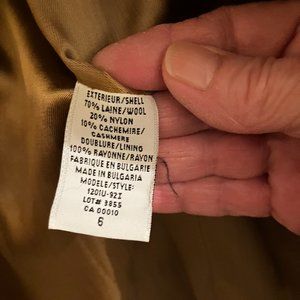 EXTERIEUR/SHELL
70% LAINE/WOOL
20% NYLON
10% CACHEMIRE/
CASHMERE
DOUBLURE/LINING
100% RAYONNE/RAYON
FABRIQUE EN BULGARIE
MADE IN BULGARIA
MODELE/STYLE:
1201U-92I
LOT# 3855
CA 00010
6